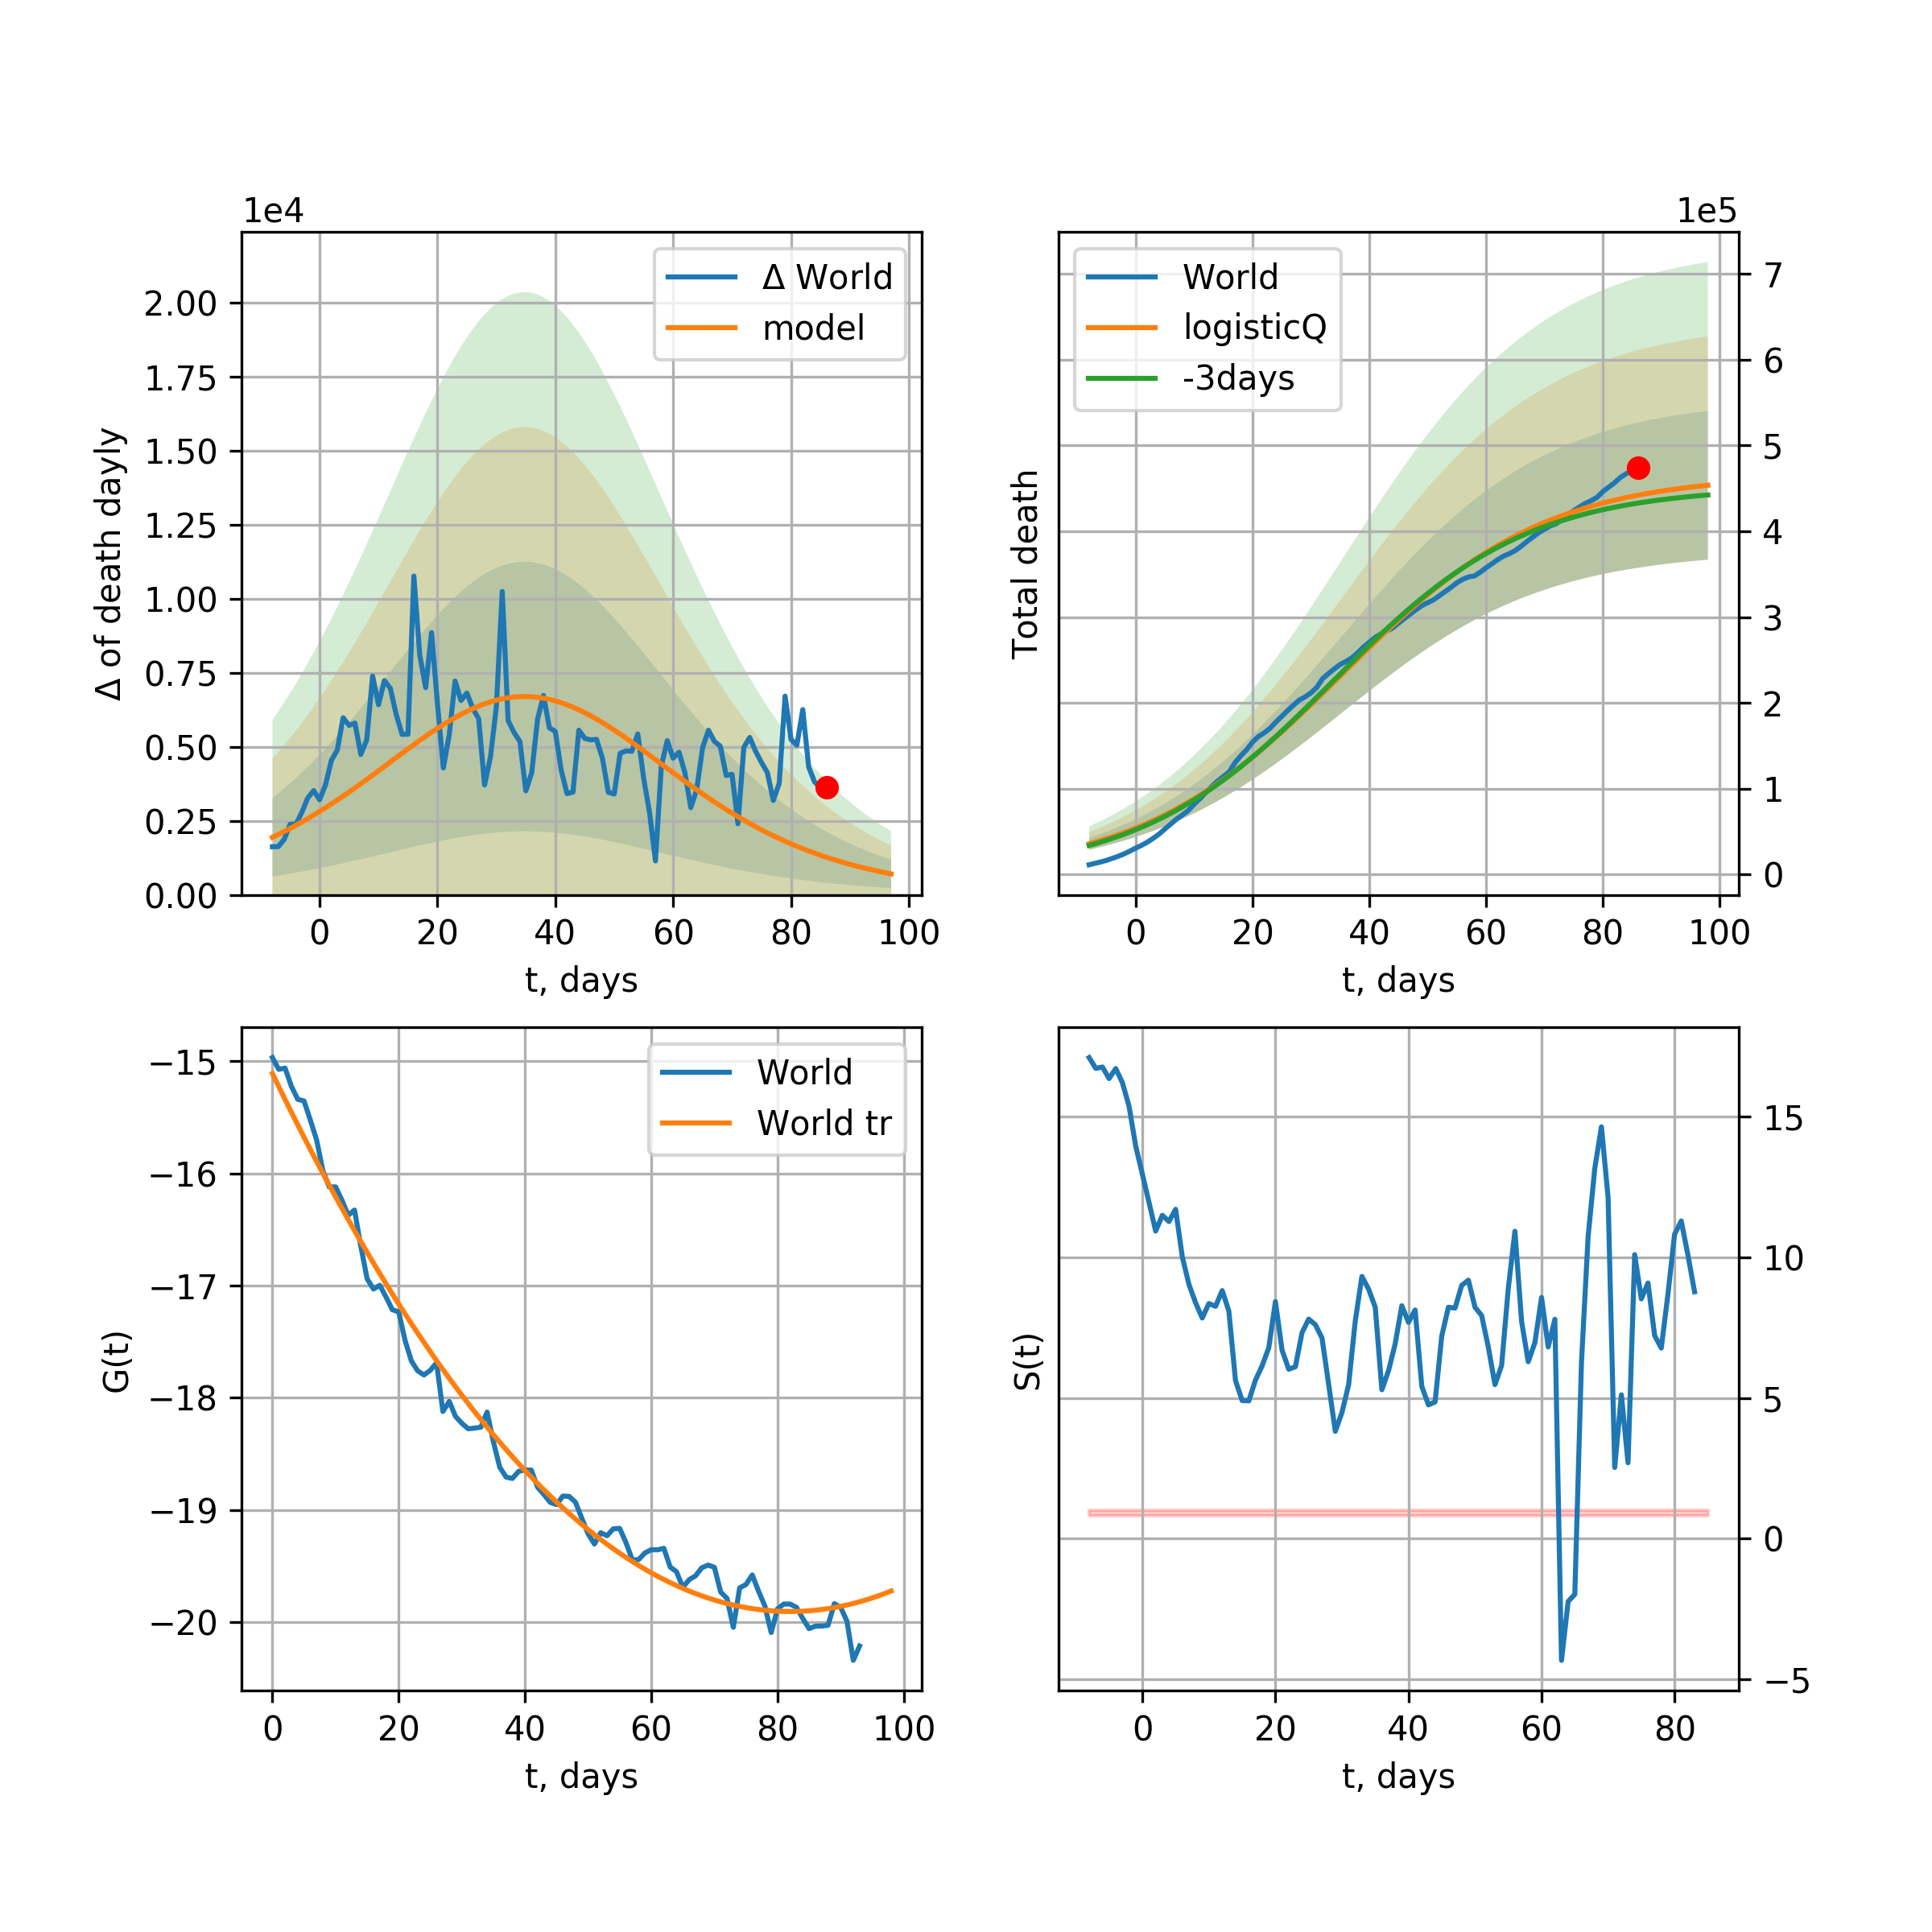 1e4
Δ of death dayly
2.00
1.75
1.50
1.25
1.00
0.75
0.50
0.25
0.00
Δ World
model
0 20 40 60 80 100
t, days
1e5
Total death
World
logisticQ
-3days
7
6
5
4
3
2
1
0
0 20 40 60 80 100
t, days
G(t)
−15
−16
−17
−18
−19
−20
World
World tr
0 20 40 60 80 100
t, days
S(t)
15
10
5
0
−5
0 20 40 60 80
t, days